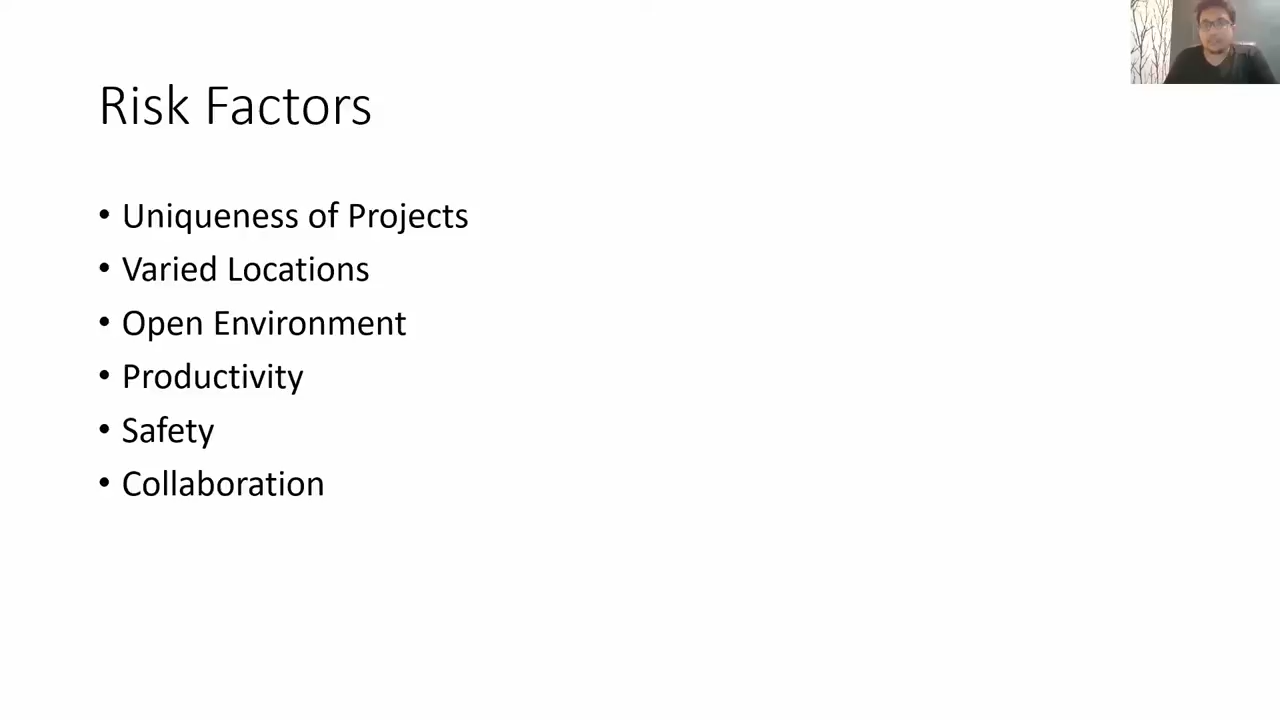 Risk Factors
• Uniqueness of Projects
• Varied Locations
• Open Environment
• Productivity
• Safety
• Collaboration